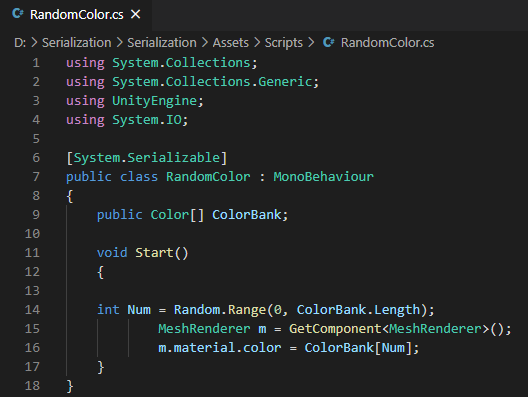 RandomColor.cs ×
D: > Serialization > Serialization > Assets > Scripts > RandomColor.cs
1 using System.Collections;
2 using System.Collections.Generic;
3 using UnityEngine;
4 using System.IO;
5
6 [System.Serializable]
7 public class RandomColor : MonoBehaviour
8 {
9     public Color[] ColorBank;
10
11     void Start()
12     {
13
14     int Num = Random.Range(0, ColorBank.Length);
15             MeshRenderer m = GetComponent<MeshRenderer>();
16             m.material.color = ColorBank[Num];
17     }
18 }